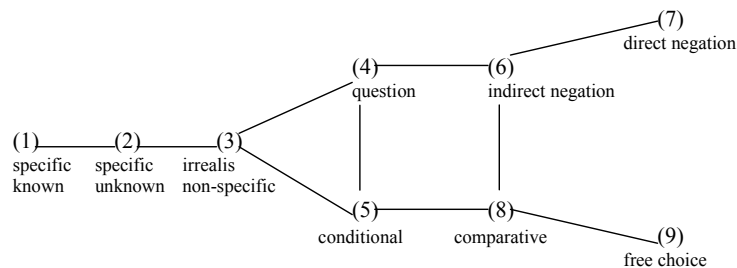 (7)
direct negation
(4)
question
(6)
indirect negation
(1)
specific
known
(2)
specific
unknown
(3)
irrealis
non-specific
(5)
conditional
(8)
comparative
(9)
free choice